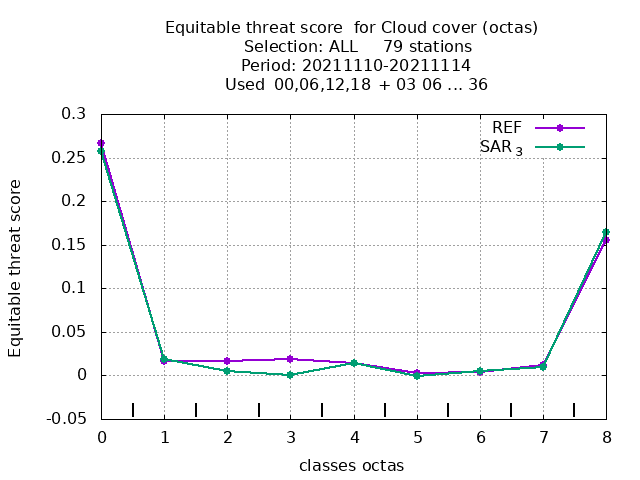 Equitable threat score  for Cloud cover (octas)
Selection: ALL     79 stations
Period: 20211110-20211114
Used  00,06,12,18  + 03 06 ... 36
REF
SAR 3
0.3
0.25
0.2
0.15
0.1
0.05
0
-0.05
Equitable threat score
0 1 2 3 4 5 6 7 8
classes octas